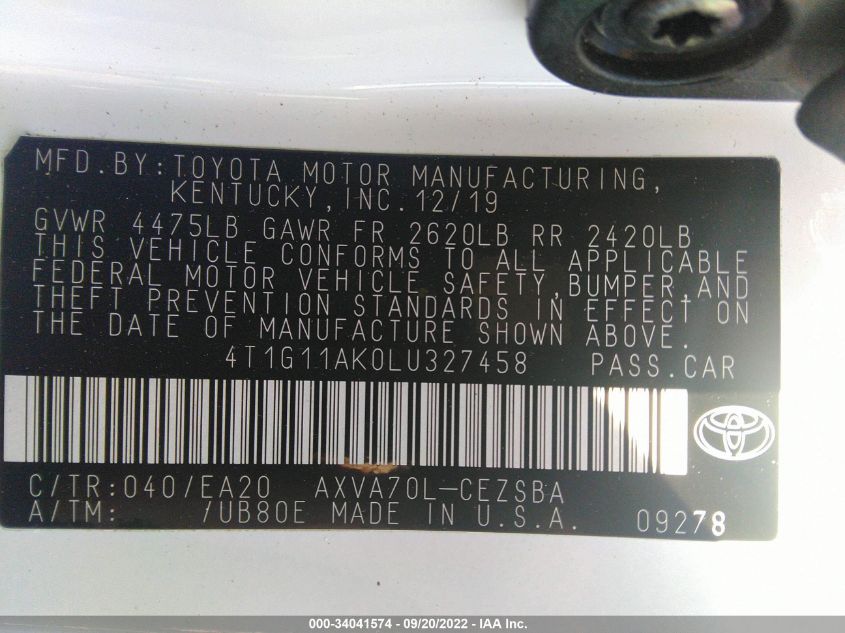 MFD.BY:TOYOTA MOTOR MANUFACTURING,
KENTUCKY,INC.12/19
GVWR 4475LB GAWR FR 2620LB RR 2420LB
THIS VEHICLE CONFORMS TO ALL APPLICABLE
FEDERAL MOTOR VEHICLE SAFETY,BUMPER,AND
THEFT PREVENTION STANDARDS IN EFFECT ON
THE DATE OF MANUFACTURE SHOWN ABOVE.
4T1G11AK0LU327458 PASS.CAR
C/TR:040/EA20 AXVA70L-CEZSBA
A/TM: /UB80E MADE IN U.S.A. 09278
000-34041574 - 09/20/2022 - IAA Inc.